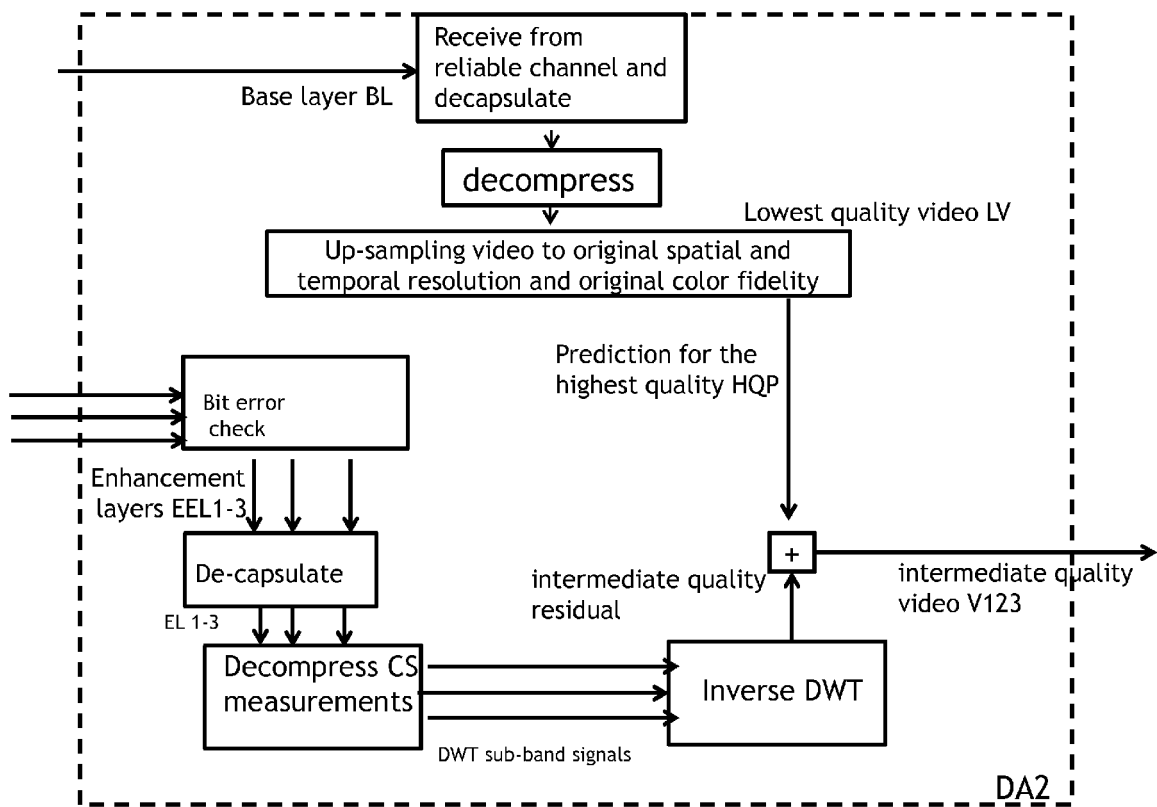 Receive from
reliable channel and
decapsulate
Base layer BL
decompress
Lowest quality video LV
Up-sampling video to original spatial and
temporal resolution and original color fidelity
Prediction for the
highest quality HQP
Bit error
check
Enhancement
layers EEL1-3
De-capsulate
+
intermediate quality
residual
intermediate quality
video V123
EL 1-3
Decompress CS
measurements
Inverse DWT
DWT sub-band signals
DA2